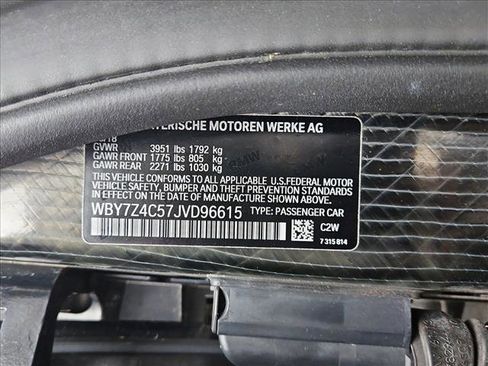 ERISCHE MOTOREN WERKE AG
GVWR 3951 lbs 1792 kg
GAWR FRONT 1775 lbs 805 kg
GAWR REAR 2271 lbs 1030 kg
THIS VEHICLE CONFORMS TO ALL APPLICABLE U.S.FEDERAL MOTOR
VEHICLE SAFETY, BUMPER AND THEFT PREVENTION STANDARDS
IN EFFECT ON THE DATE OF MANUFACTURE SHOWN ABOVE.
WBY7Z4C57JVD96615 TYPE: PASSENGER CAR
C2W
7 315 814